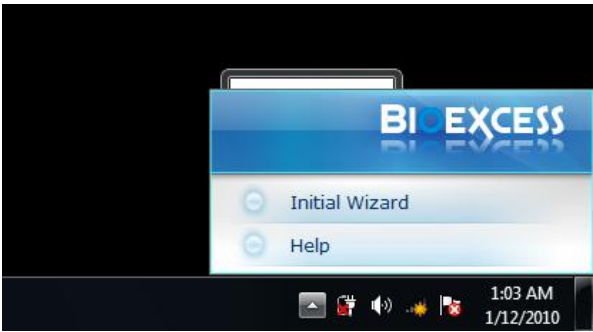 BIOEXCESS
Initial Wizard
Help
1:03 AM
1/12/2010